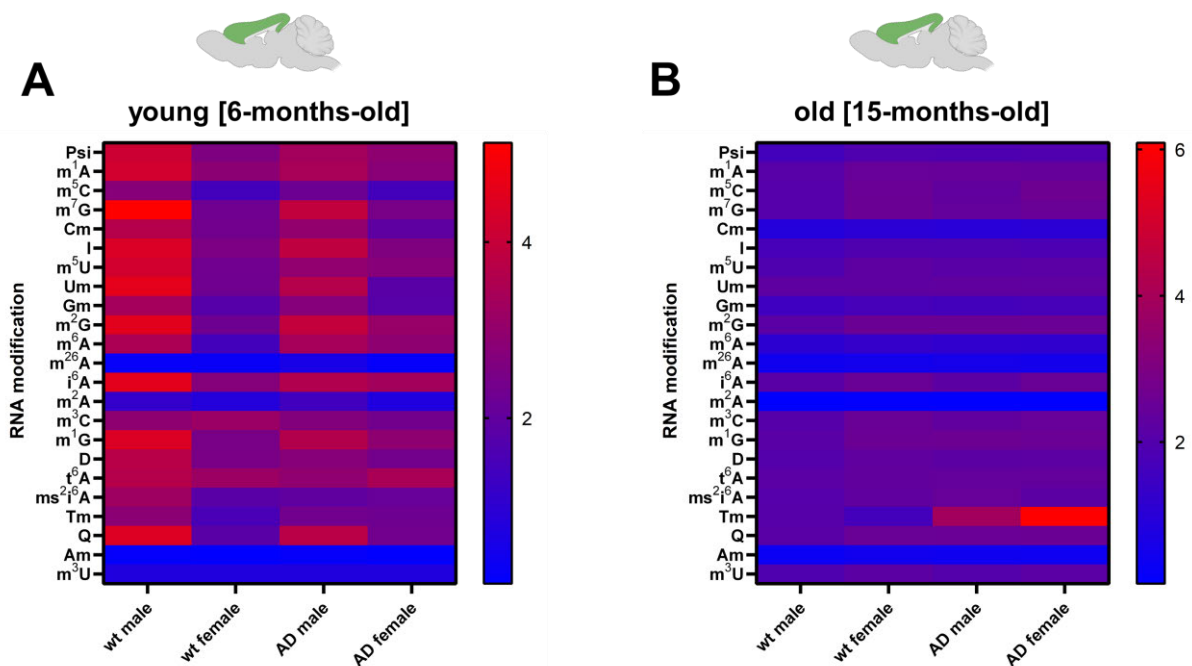 A
young [6-months-old]
RNA modification
Psi
m¹A
m⁵C
m⁷G
Cm
I
m⁵U
Um
Gm
m²G
m⁶A
m²⁶A
i⁶A
m²A
m³C
m¹G
D
t⁶A
ms²i⁶A
Tm
Q
Am
m³U
wt male
wt female
AD male
AD female
4
2
B
old [15-months-old]
RNA modification
Psi
m¹A
m⁵C
m⁷G
Cm
I
m⁵U
Um
Gm
m²G
m⁶A
m²⁶A
i⁶A
m²A
m³C
m¹G
D
t⁶A
ms²i⁶A
Tm
Q
Am
m³U
wt male
wt female
AD male
AD female
6
4
2